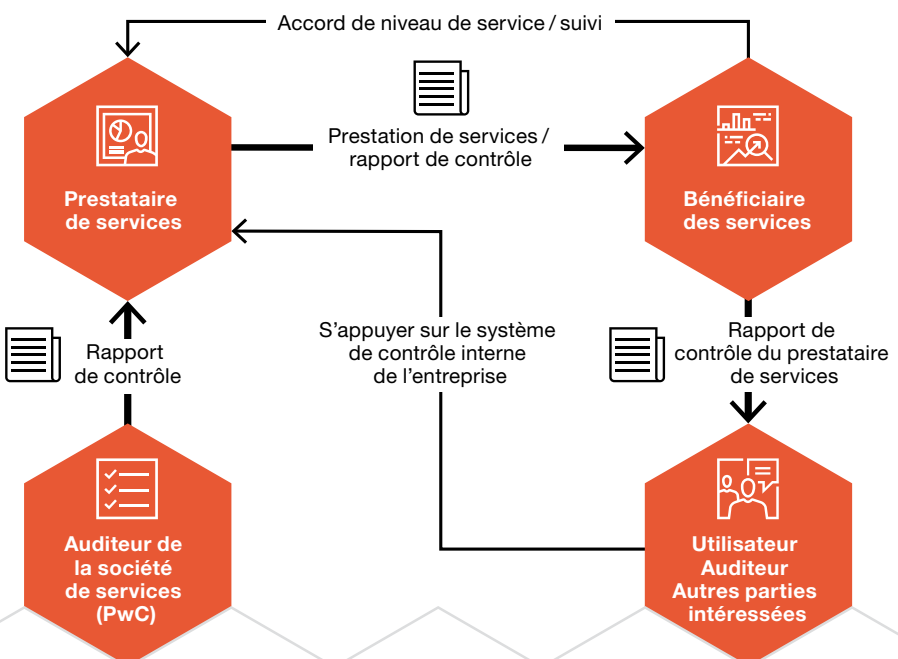 Accord de niveau de service / suivi
Prestation de services /
rapport de contrôle
Prestataire
de services
Bénéficiaire
des services
Rapport
de contrôle
S’appuyer sur le système
de contrôle interne
de l’entreprise
Rapport de
contrôle du prestataire
de services
Auditeur de
la société
de services
(PwC)
Utilisateur
Auditeur
Autres parties
intéressées